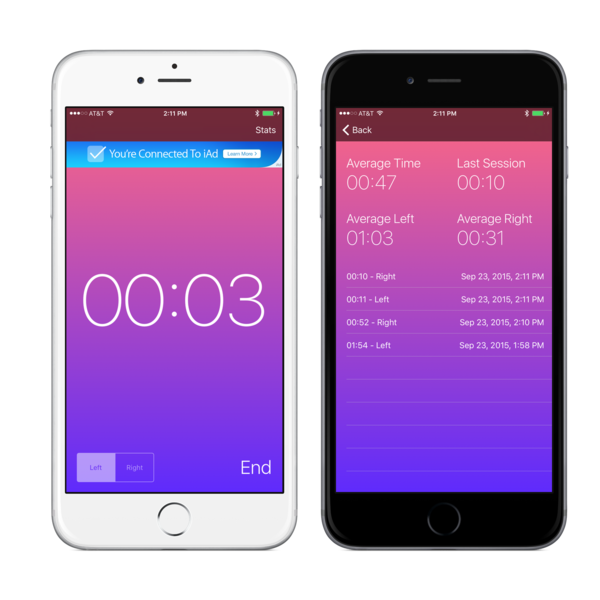 AT&T 2:11 PM
Stats
You're Connected To iAd Learn More >
00:03
Left Right End
AT&T 2:11 PM
Back
Average Time Last Session
00:47 00:10
Average Left Average Right
01:03 00:31
00:10 - Right Sep 23, 2015, 2:11 PM
00:11 - Left Sep 23, 2015, 2:11 PM
00:52 - Right Sep 23, 2015, 2:10 PM
01:54 - Left Sep 23, 2015, 1:58 PM